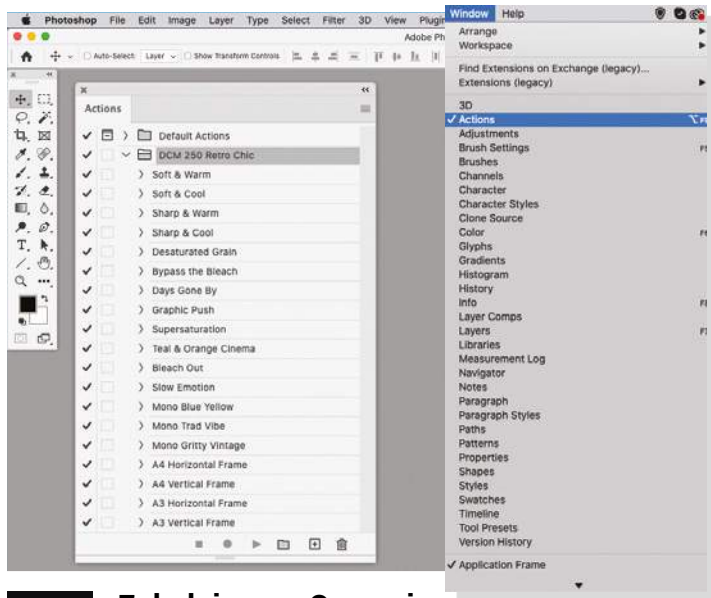 Photoshop File Edit Image Layer Type Select Filter 3D View Plugin
Adobe Ph
Auto-Select: Layer Show Transform Controls
Actions
Default Actions
DCM 250 Retro Chic
Soft & Warm
Soft & Cool
Sharp & Warm
Sharp & Cool
Desaturated Grain
Bypass the Bleach
Days Gone By
Graphic Push
Supersaturation
Teal & Orange Cinema
Bleach Out
Slow Emotion
Mono Blue Yellow
Mono Trad Vibe
Mono Gritty Vintage
A4 Horizontal Frame
A4 Vertical Frame
A3 Horizontal Frame
A3 Vertical Frame
Window Help
Arrange
Workspace
Find Extensions on Exchange (legacy)...
Extensions (legacy)
3D
Actions
Adjustments
Brush Settings
Brushes
Channels
Character
Character Styles
Clone Source
Color
Glyphs
Gradients
Histogram
History
Info
Layer Comps
Layers
Libraries
Measurement Log
Navigator
Notes
Paragraph
Paragraph Styles
Paths
Patterns
Properties
Shapes
Styles
Swatches
Timeline
Tool Presets
Version History
Application Frame